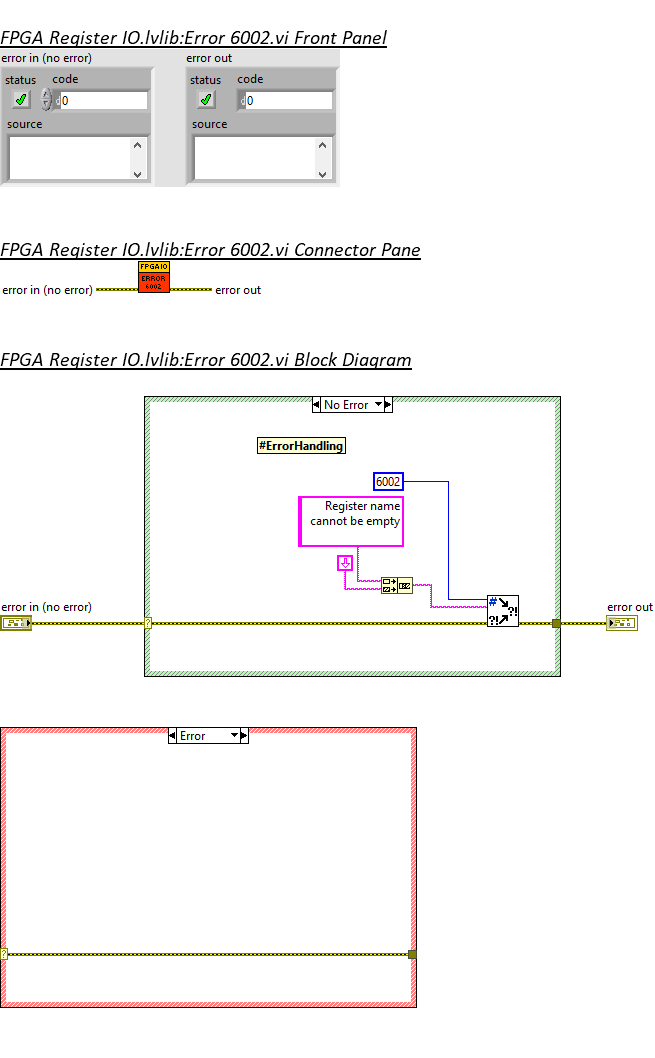 FPGA Register IO.lvlib:Error 6002.vi Front Panel
error in (no error)
error out
status code
status code
0
0
source
source
FPGA Register IO.lvlib:Error 6002.vi Connector Pane
FPGA IO
ERROR
6002
error in (no error)
error out
FPGA Register IO.lvlib:Error 6002.vi Block Diagram
No Error
#ErrorHandling
6002
Register name
cannot be empty
error in (no error)
error out
?
#
?!
?!
Error
?